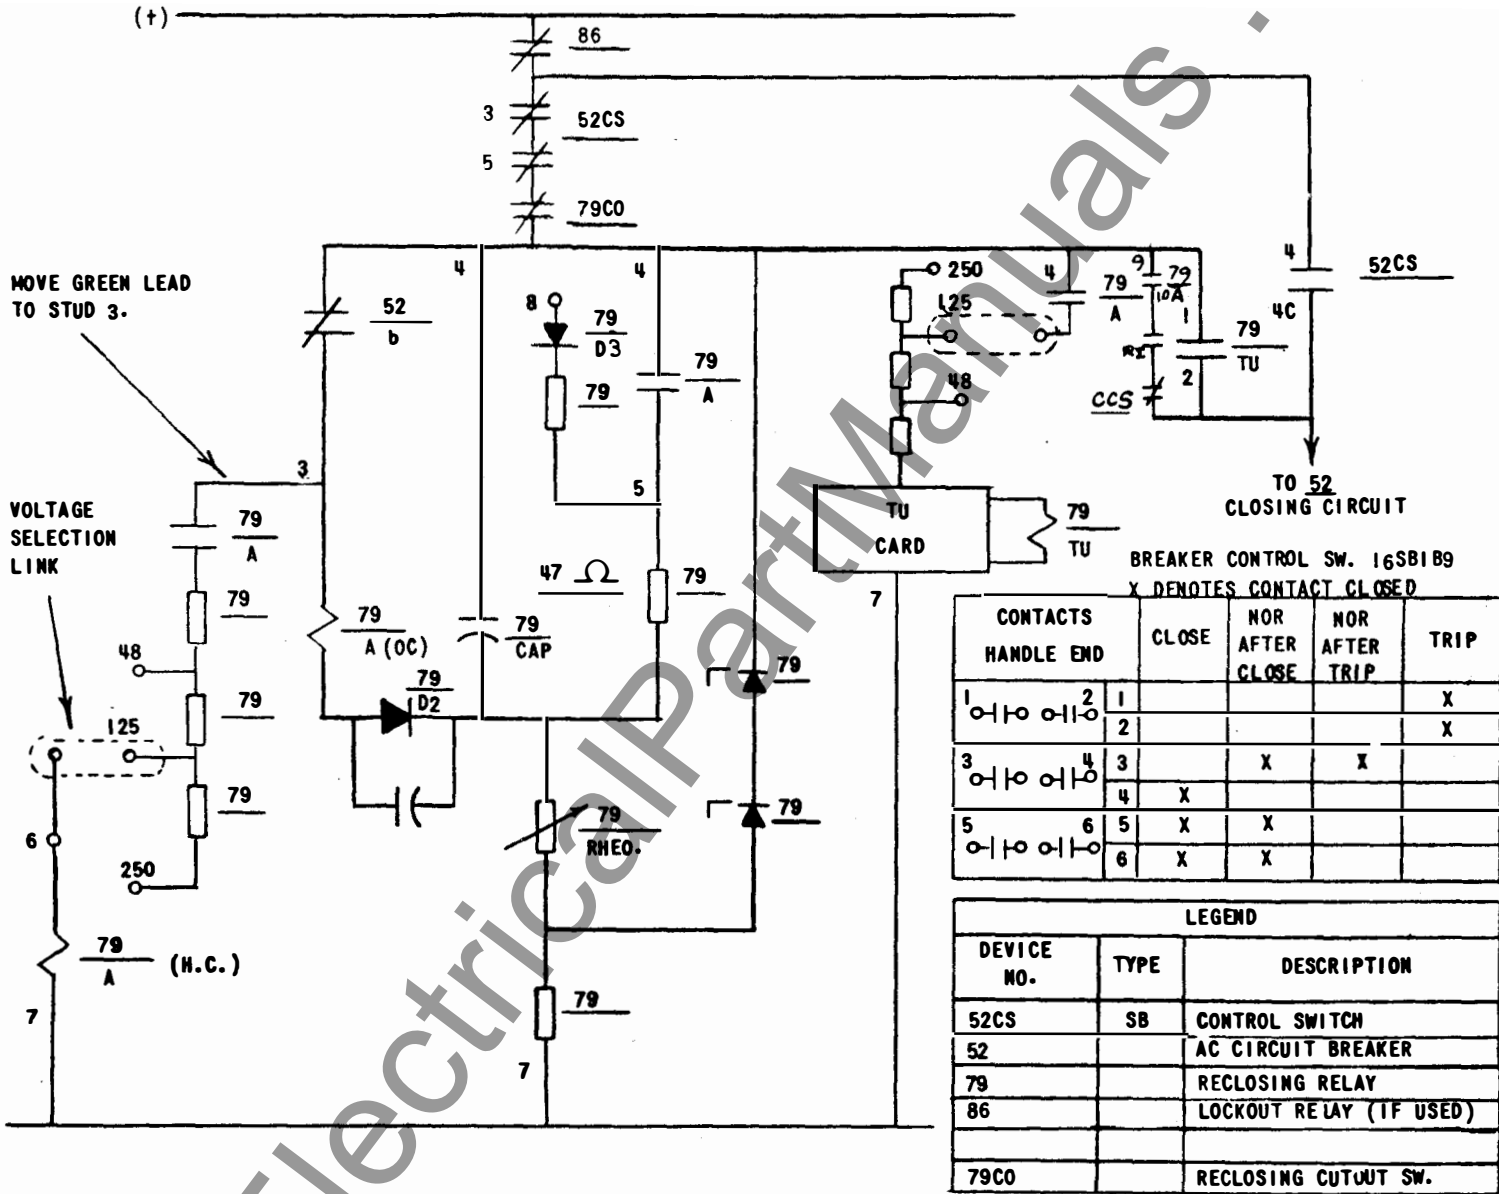 (+)
86
3
52CS
5
79CO
MOVE GREEN LEAD
TO STUD 3.
52
b
4
8
79
D3
79
4
79
A
5
250
125
48
4
79
A
9
79
10A
1
79
TU
2
CCS
4
52CS
4C
TO 52
CLOSING CIRCUIT
VOLTAGE
SELECTION
LINK
3
79
A
79
48
79
125
79
6
250
79
A
(H.C.)
7
79
A (OC)
79
CAP
79
D2
47 Ω
79
79
RHEO.
79
7
79
79
TU
CARD
79
TU
7
BREAKER CONTROL SW. 16SB1B9
X DENOTES CONTACT CLOSED
CONTACTS
HANDLE END
CLOSE
NOR
AFTER
CLOSE
NOR
AFTER
TRIP
TRIP
1 2 1 X
2 X
3 4 3 X X
4 X
5 6 5 X X
6 X X
LEGEND
DEVICE
NO.
TYPE
DESCRIPTION
52CS SB CONTROL SWITCH
52 AC CIRCUIT BREAKER
79 RECLOSING RELAY
86 LOCKOUT RELAY (IF USED)
79CO RECLOSING CUTOUT SW.
ElectricalPartManuals .